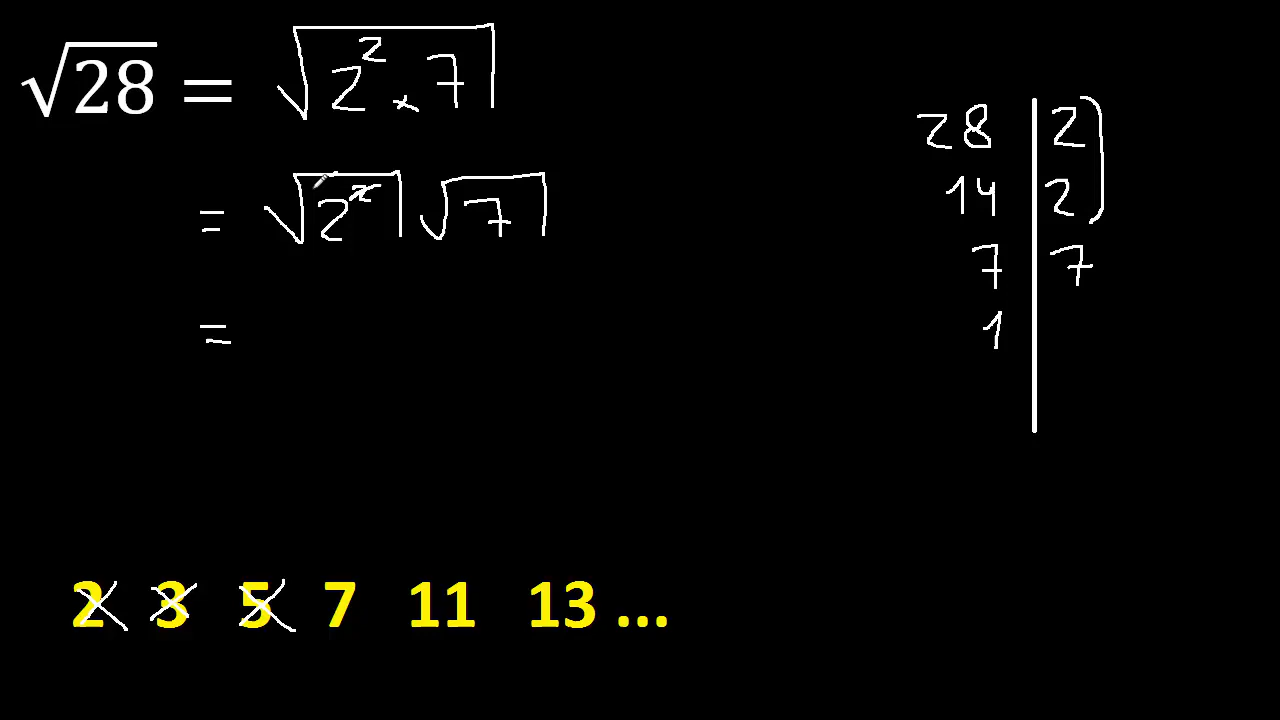 √28 = √2² × 7
= √2² √7
=
28 | 2
14 | 2
7 | 7
1
2 3 5 7 11 13 ...